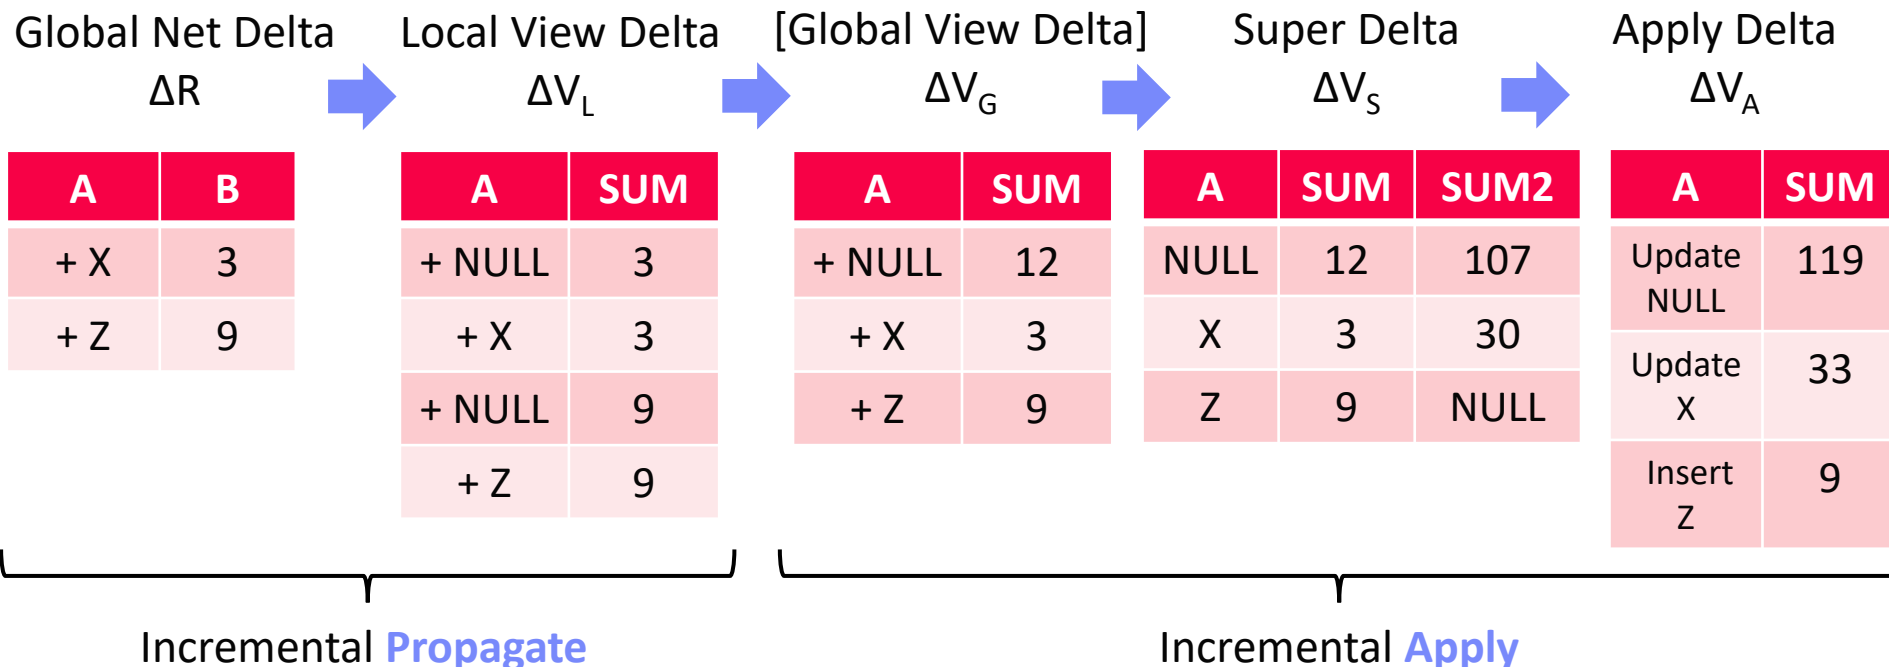 Global Net Delta
ΔR
Local View Delta
ΔV_L
[Global View Delta]
ΔV_G
Super Delta
ΔV_S
Apply Delta
ΔV_A
A B
+ X 3
+ Z 9
A SUM
+ NULL 3
+ X 3
+ NULL 9
+ Z 9
A SUM
+ NULL 12
+ X 3
+ Z 9
A SUM SUM2
NULL 12 107
X 3 30
Z 9 NULL
A SUM
Update NULL 119
Update X 33
Insert Z 9
Incremental Propagate
Incremental Apply